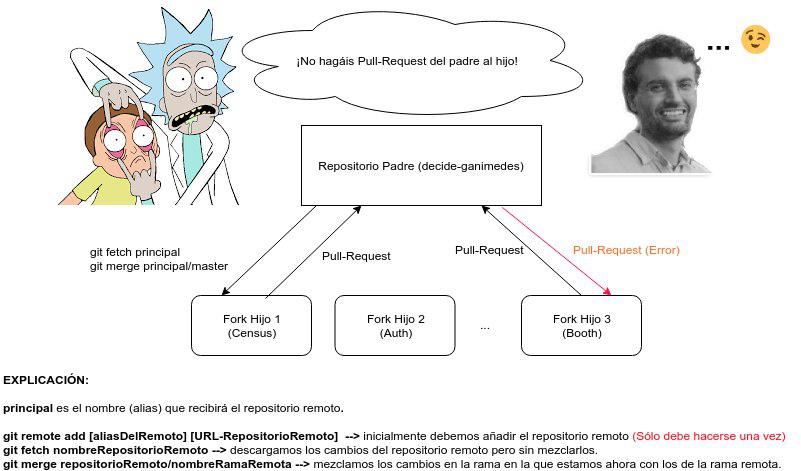 ¡No hagáis Pull-Request del padre al hijo!
...
Repositorio Padre (decide-ganimedes)
git fetch principal
git merge principal/master
Pull-Request
Pull-Request
Pull-Request (Error)
Fork Hijo 1
(Census)
Fork Hijo 2
(Auth)
...
Fork Hijo 3
(Booth)
EXPLICACIÓN:
principal es el nombre (alias) que recibirá el repositorio remoto.
git remote add [aliasDelRemoto] [URL-RepositorioRemoto] --> inicialmente debemos añadir el repositorio remoto (Sólo debe hacerse una vez)
git fetch nombreRepositorioRemoto --> descargamos los cambios del repositorio remoto pero sin mezclarlos.
git merge repositorioRemoto/nombreRamaRemota --> mezclamos los cambios en la rama en la que estamos ahora con los de la rama remota.